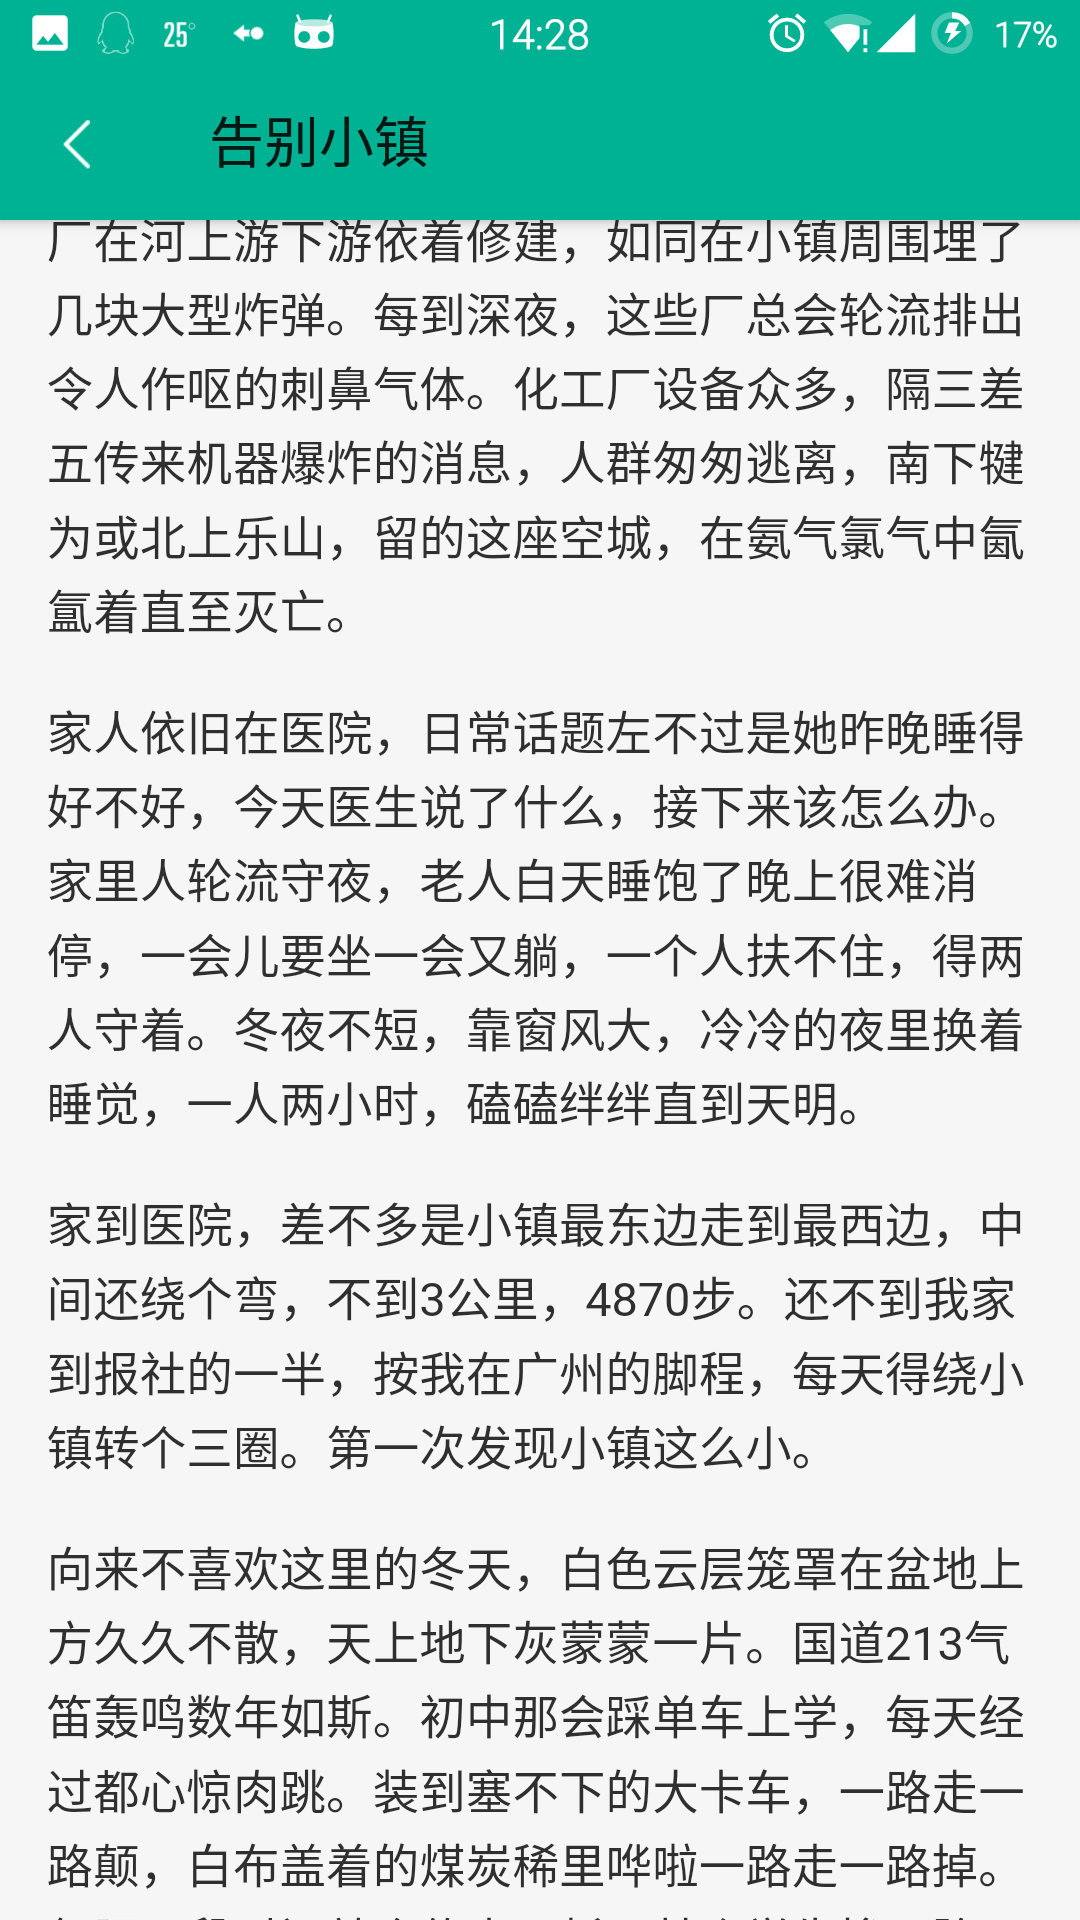 25°
14:28
17%
告别小镇
厂在河上游下游依着修建，如同在小镇周围埋了
几块大型炸弹。每到深夜，这些厂总会轮流排出
令人作呕的刺鼻气体。化工厂设备众多，隔三差
五传来机器爆炸的消息，人群匆匆逃离，南下犍
为或北上乐山，留的这座空城，在氨气氯气中氤
氲着直至灭亡。
家人依旧在医院，日常话题左不过是她昨晚睡得
好不好，今天医生说了什么，接下来该怎么办。
家里人轮流守夜，老人白天睡饱了晚上很难消
停，一会儿要坐一会又躺，一个人扶不住，得两
人守着。冬夜不短，靠窗风大，冷冷的夜里换着
睡觉，一人两小时，磕磕绊绊直到天明。
家到医院，差不多是小镇最东边走到最西边，中
间还绕个弯，不到3公里，4870步。还不到我家
到报社的一半，按我在广州的脚程，每天得绕小
镇转个三圈。第一次发现小镇这么小。
向来不喜欢这里的冬天，白色云层笼罩在盆地上
方久久不散，天上地下灰蒙蒙一片。国道213气
笛轰鸣数年如斯。初中那会踩单车上学，每天经
过都心惊肉跳。装到塞不下的大卡车，一路走一
路颠，白布盖着的煤炭稀里哗啦一路走一路掉。